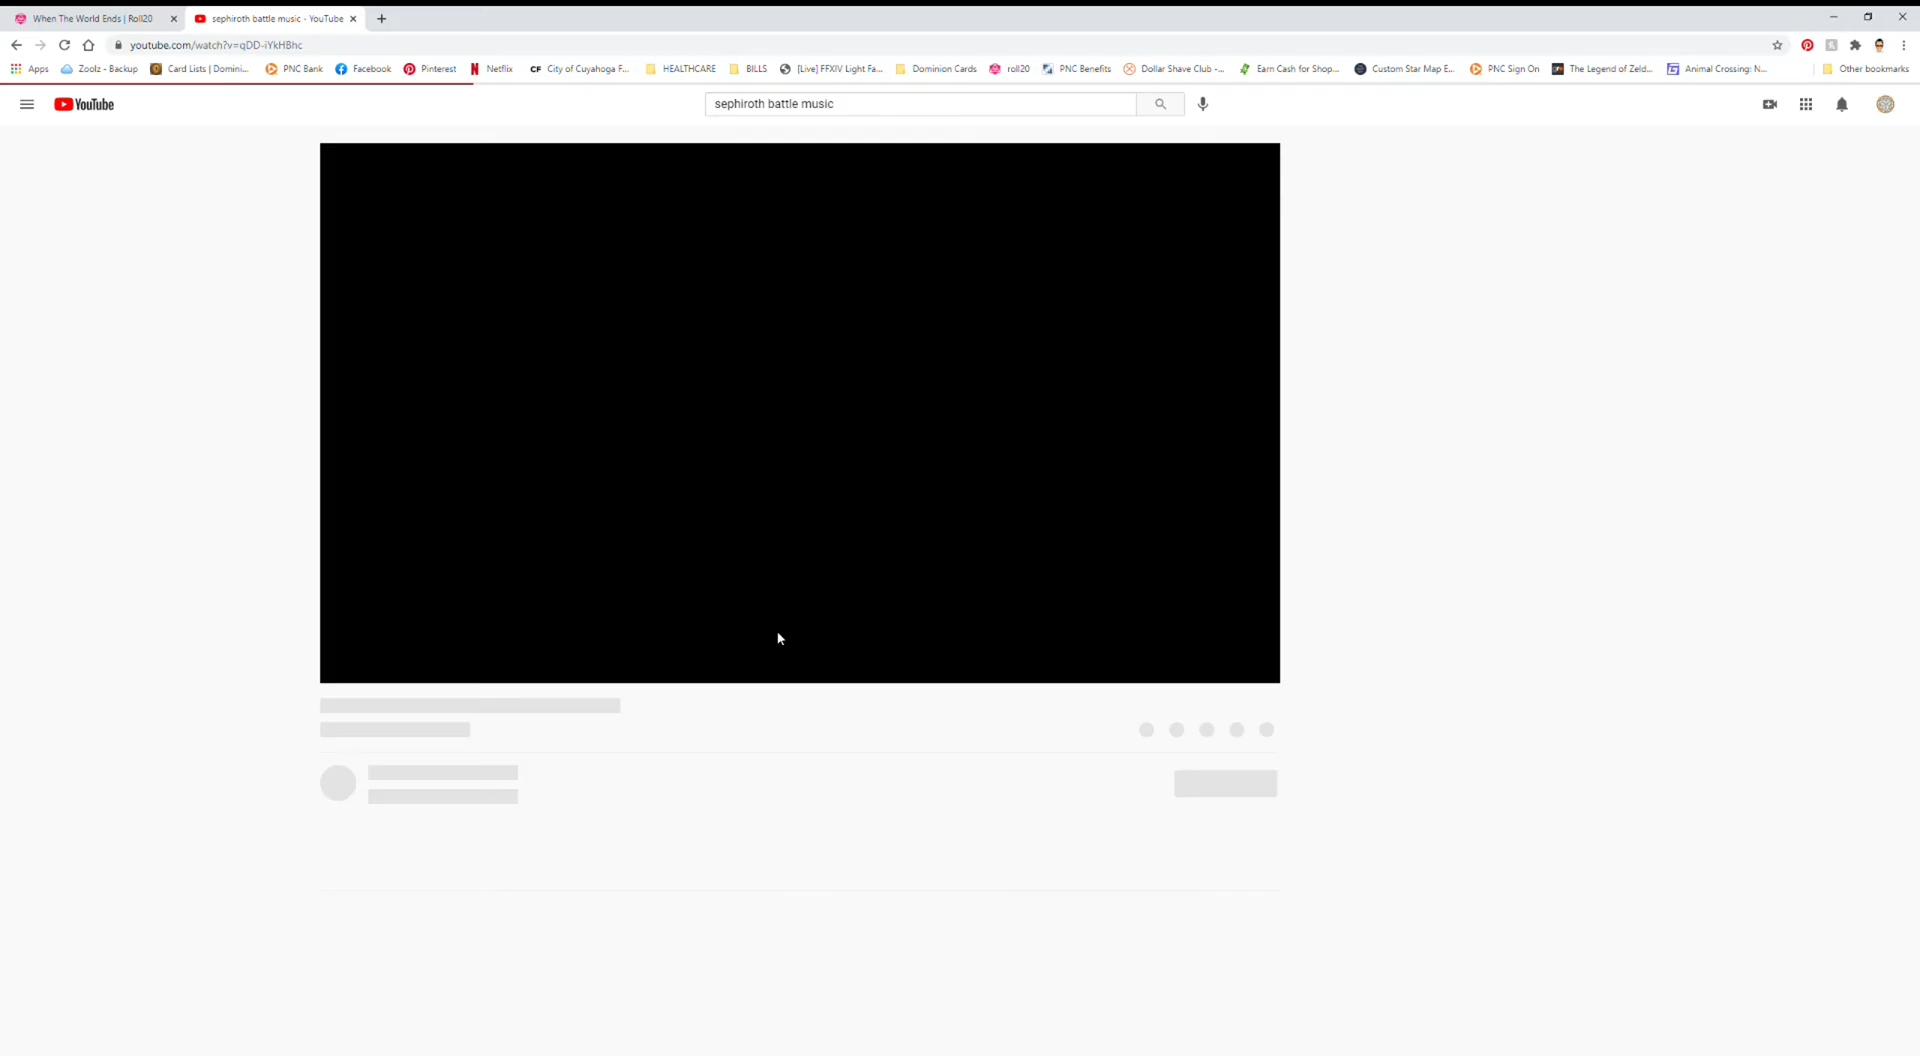 When The World Ends | Roll20
sephiroth battle music - YouTube
youtube.com/watch?v=qDD-iYkHBhc
Apps
Zoolz - Backup
Card Lists | Domini...
PNC Bank
Facebook
Pinterest
Netflix
CF City of Cuyahoga F...
HEALTHCARE
BILLS
[Live] FFXIV Light Fa...
Dominion Cards
roll20
PNC Benefits
Dollar Shave Club -...
Earn Cash for Shop...
Custom Star Map E...
PNC Sign On
The Legend of Zeld...
Animal Crossing: N...
Other bookmarks
YouTube
sephiroth battle music